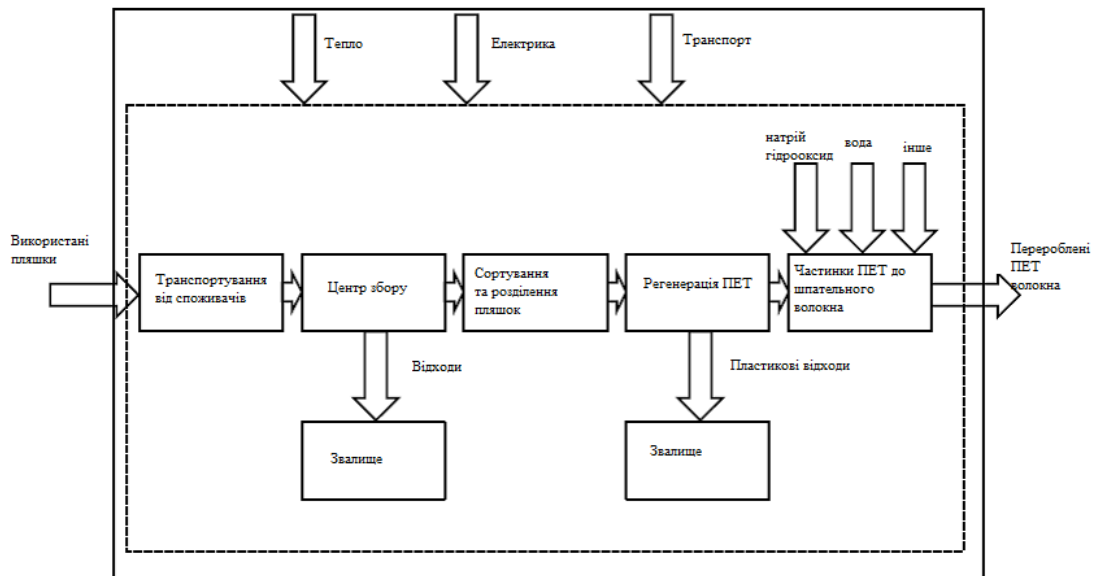 Тепло
Електрика
Транспорт
натрій
гідрооксид
вода
інше
Використані
пляшки
Транспортування
від споживачів
Центр збору
Сортування
та розділення
пляшок
Регенерація ПЕТ
Частинки ПЕТ до
шпательного
волокна
Перероблені
ПЕТ
волокна
Відходи
Пластикові відходи
Звалище
Звалище